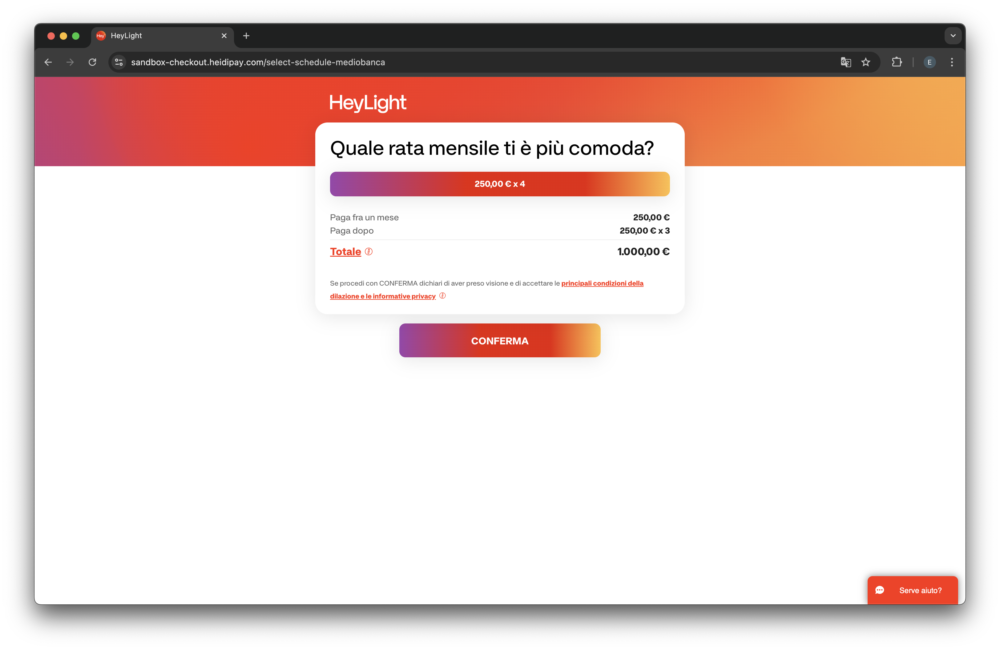 Hey
HeyLight
sandbox-checkout.heidipay.com/select-schedule-mediobanca
E
HeyLight
Quale rata mensile ti è più comoda?
250,00 € x 4
Paga fra un mese 250,00 €
Paga dopo 250,00 € x 3
Totale 1.000,00 €
Se procedi con CONFERMA dichiari di aver preso visione e di accettare le principali condizioni della
dilazione e le informative privacy
CONFERMA
Serve aiuto?